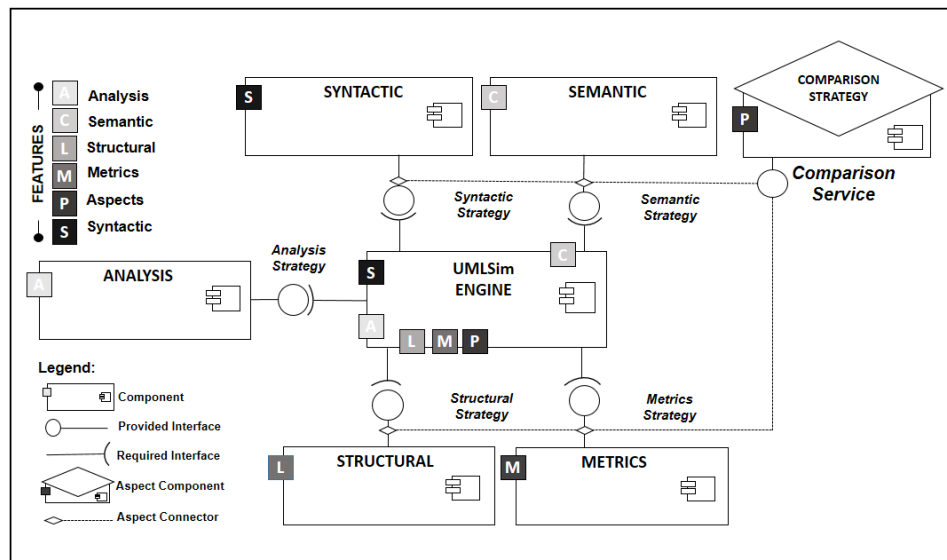 SYNTACTIC
S
SEMANTIC
C
COMPARISON
STRATEGY
P
Comparison
Service
FEATURES
A Analysis
C Semantic
L Structural
M Metrics
P Aspects
S Syntactic
Syntactic
Strategy
Semantic
Strategy
ANALYSIS
A
Analysis
Strategy
UMLSim
ENGINE
S
C
A
L M P
Structural
Strategy
Metrics
Strategy
Legend:
Component
Provided Interface
Required Interface
Aspect Component
Aspect Connector
STRUCTURAL
L
METRICS
M